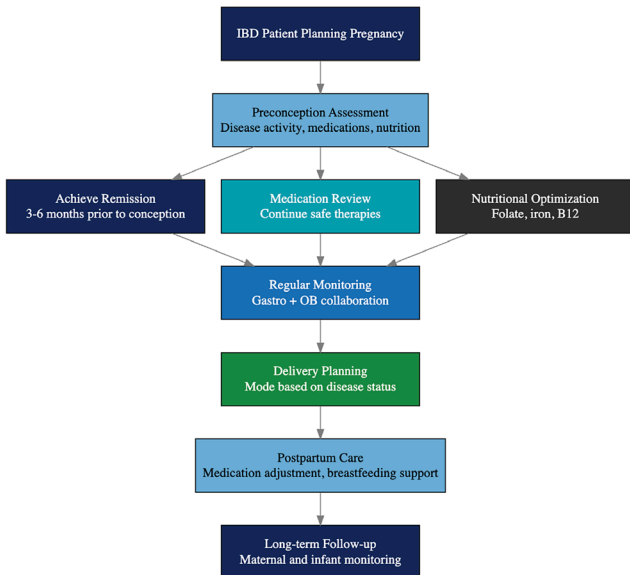 IBD Patient Planning Pregnancy
Preconception Assessment
Disease activity, medications, nutrition
Achieve Remission
3-6 months prior to conception
Medication Review
Continue safe therapies
Nutritional Optimization
Folate, iron, B12
Regular Monitoring
Gastro + OB collaboration
Delivery Planning
Mode based on disease status
Postpartum Care
Medication adjustment, breastfeeding support
Long-term Follow-up
Maternal and infant monitoring